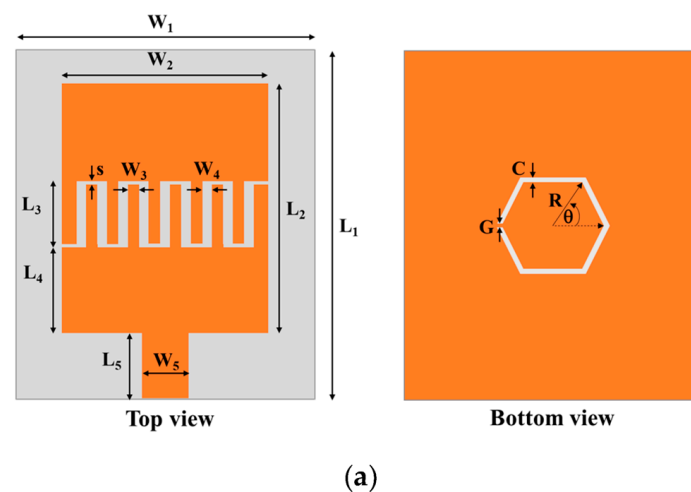 W₁
W₂
s
W₃
W₄
L₃
L₂
L₁
L₄
L₅
W₅
C
R
θ
G
Top view
Bottom view
(a)